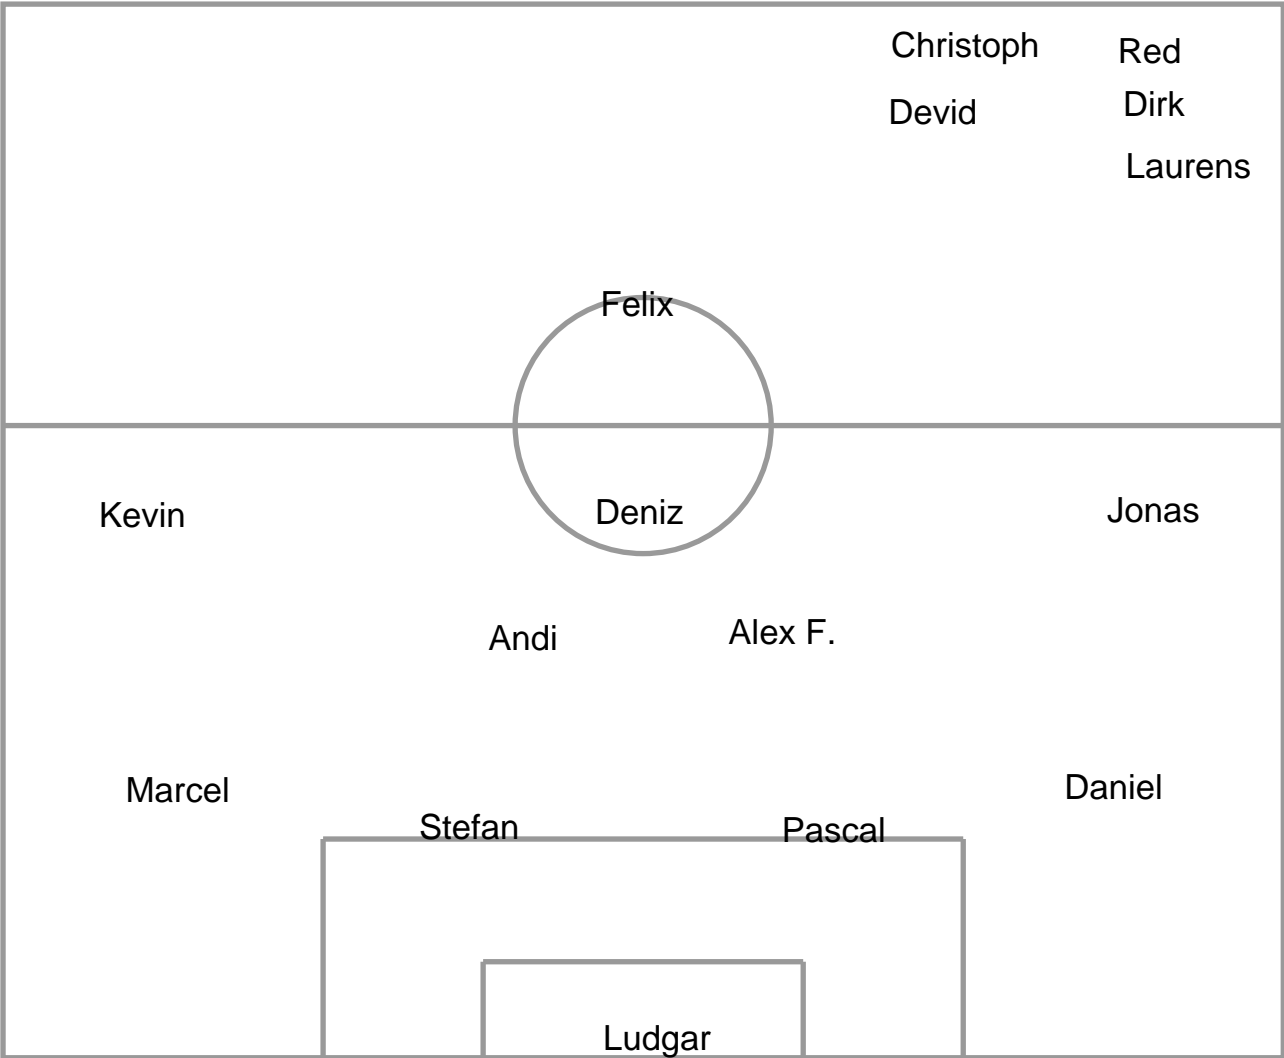 Christoph Red
Devid Dirk
Laurens
Felix
Kevin Deniz Jonas
Andi Alex F.
Marcel Daniel
Stefan Pascal
Ludgar